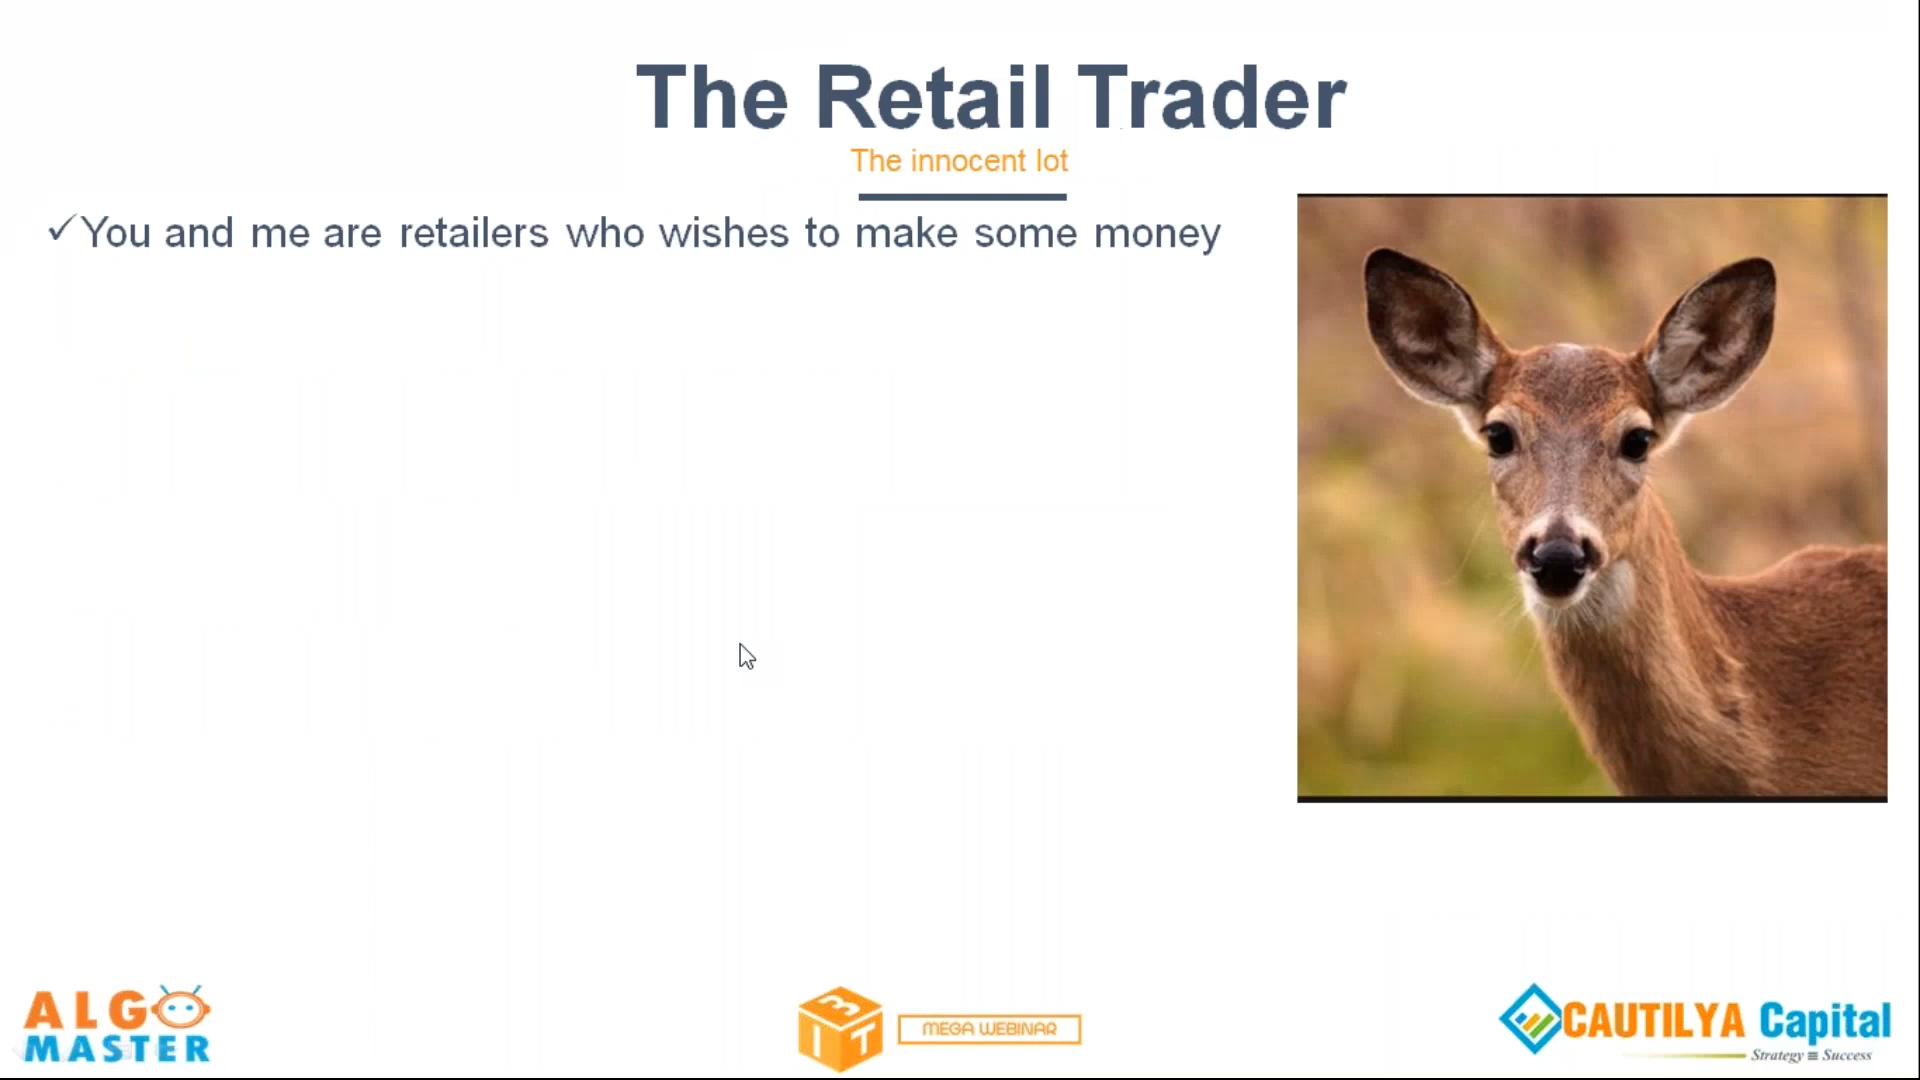 The Retail Trader
The innocent lot
✓You and me are retailers who wishes to make some money
ALGO
MASTER
3
I T
MEGA WEBINAR
CAUTILYA Capital
Strategy ≡ Success